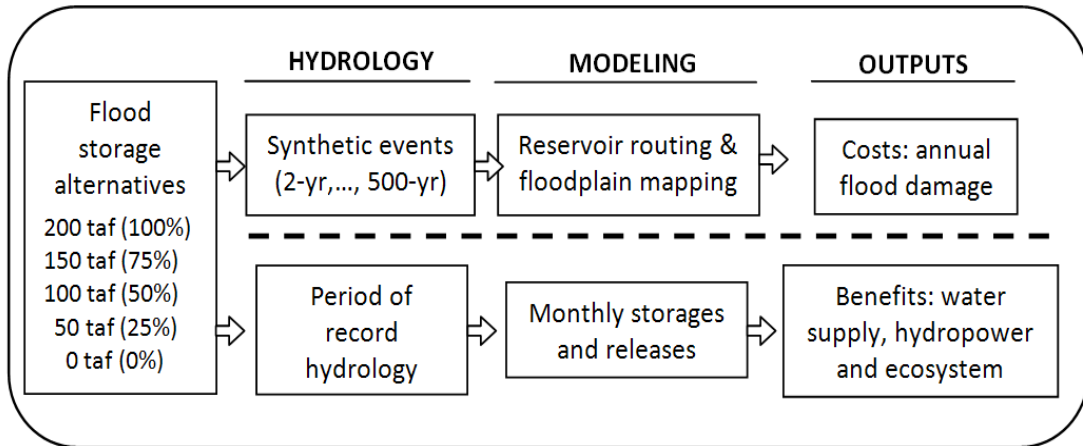 HYDROLOGY
MODELING
OUTPUTS
Flood
storage
alternatives
200 taf (100%)
150 taf (75%)
100 taf (50%)
50 taf (25%)
0 taf (0%)
Synthetic events
(2-yr,..., 500-yr)
Reservoir routing &
floodplain mapping
Costs: annual
flood damage
Period of
record
hydrology
Monthly storages
and releases
Benefits: water
supply, hydropower
and ecosystem